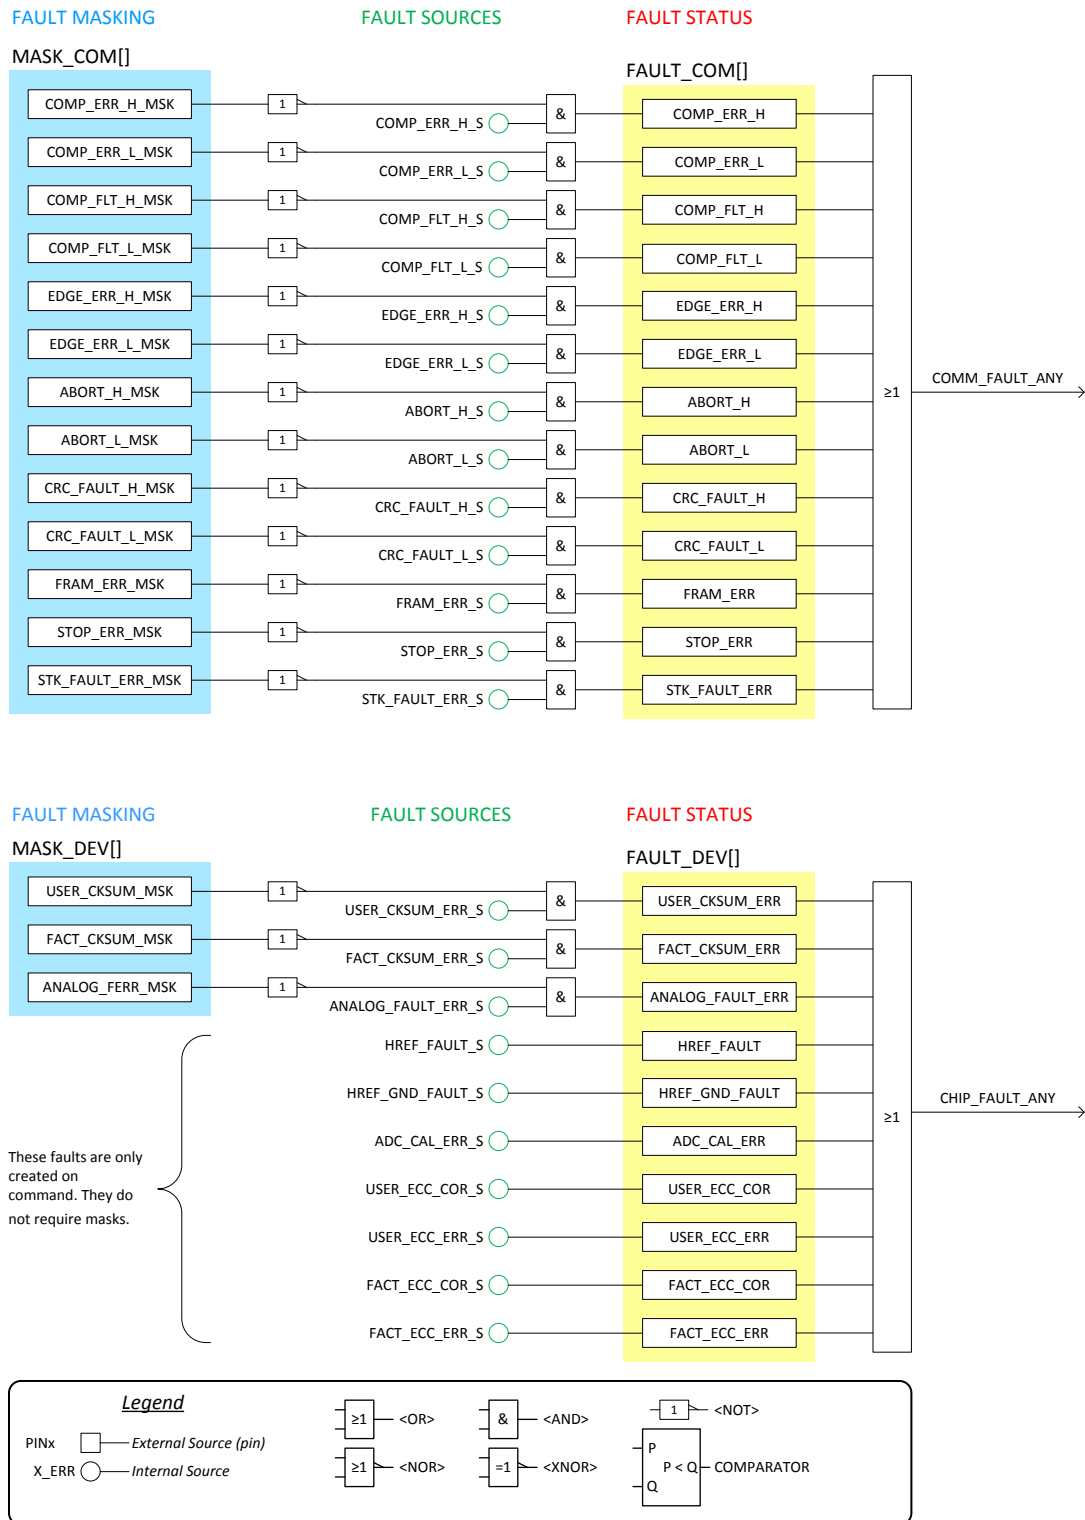 FAULT MASKING FAULT SOURCES FAULT STATUS
MASK_COM[]
FAULT_COM[]
COMP_ERR_H_MSK 1 COMP_ERR_H_S & COMP_ERR_H
COMP_ERR_L_MSK 1 COMP_ERR_L_S & COMP_ERR_L
COMP_FLT_H_MSK 1 COMP_FLT_H_S & COMP_FLT_H
COMP_FLT_L_MSK 1 COMP_FLT_L_S & COMP_FLT_L
EDGE_ERR_H_MSK 1 EDGE_ERR_H_S & EDGE_ERR_H
EDGE_ERR_L_MSK 1 EDGE_ERR_L_S & EDGE_ERR_L
ABORT_H_MSK 1 ABORT_H_S & ABORT_H
≥1 COMM_FAULT_ANY
ABORT_L_MSK 1 ABORT_L_S & ABORT_L
CRC_FAULT_H_MSK 1 CRC_FAULT_H_S & CRC_FAULT_H
CRC_FAULT_L_MSK 1 CRC_FAULT_L_S & CRC_FAULT_L
FRAM_ERR_MSK 1 FRAM_ERR_S & FRAM_ERR
STOP_ERR_MSK 1 STOP_ERR_S & STOP_ERR
STK_FAULT_ERR_MSK 1 STK_FAULT_ERR_S & STK_FAULT_ERR
FAULT MASKING FAULT SOURCES FAULT STATUS
MASK_DEV[]
FAULT_DEV[]
USER_CKSUM_MSK 1 USER_CKSUM_ERR_S & USER_CKSUM_ERR
FACT_CKSUM_MSK 1 FACT_CKSUM_ERR_S & FACT_CKSUM_ERR
ANALOG_FERR_MSK 1 ANALOG_FAULT_ERR_S & ANALOG_FAULT_ERR
HREF_FAULT_S HREF_FAULT
HREF_GND_FAULT_S HREF_GND_FAULT
≥1 CHIP_FAULT_ANY
ADC_CAL_ERR_S ADC_CAL_ERR
USER_ECC_COR_S USER_ECC_COR
USER_ECC_ERR_S USER_ECC_ERR
FACT_ECC_COR_S FACT_ECC_COR
FACT_ECC_ERR_S FACT_ECC_ERR
These faults are only
created on
command. They do
not require masks.
Legend
PINx External Source (pin)
X_ERR Internal Source
≥1 <OR>
≥1 <NOR>
& <AND>
=1 <XNOR>
1 <NOT>
P
P < Q COMPARATOR
Q